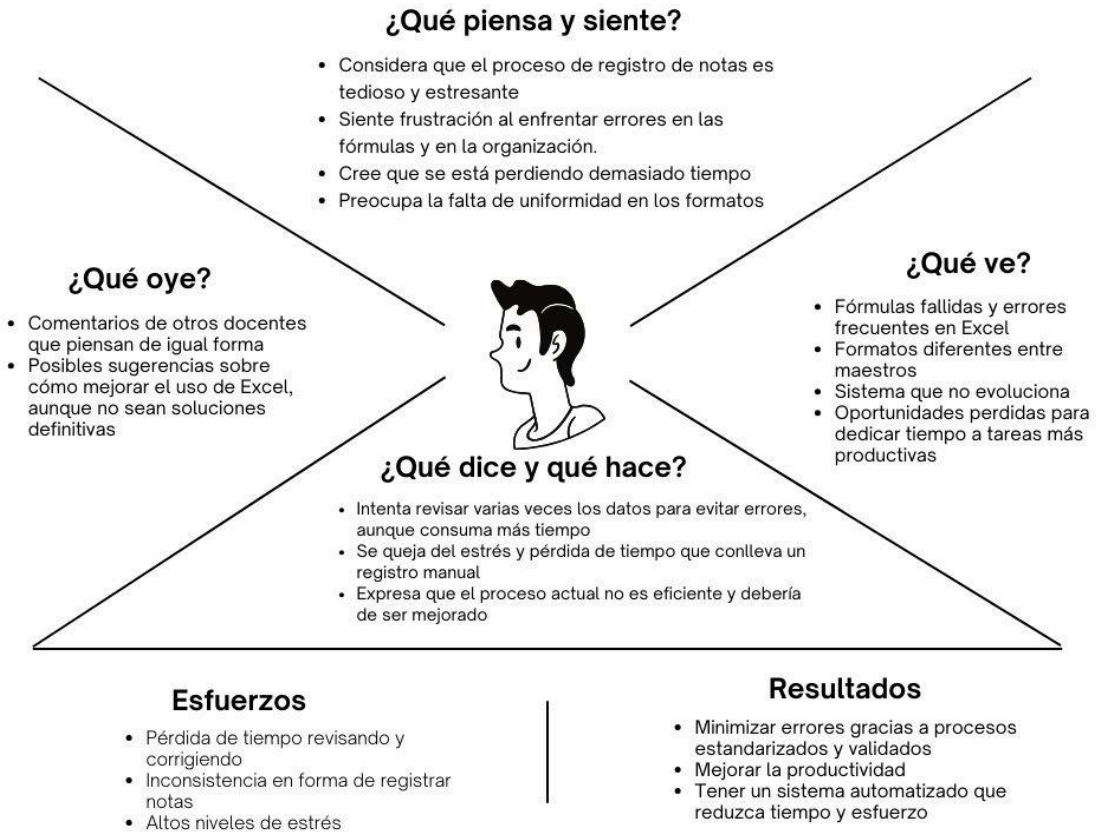 ¿Qué piensa y siente?
• Considera que el proceso de registro de notas es
tedioso y estresante
• Siente frustración al enfrentar errores en las
fórmulas y en la organización.
• Cree que se está perdiendo demasiado tiempo
• Preocupa la falta de uniformidad en los formatos
¿Qué oye?
• Comentarios de otros docentes
que piensan de igual forma
• Posibles sugerencias sobre
cómo mejorar el uso de Excel,
aunque no sean soluciones
definitivas
¿Qué ve?
• Fórmulas fallidas y errores
frecuentes en Excel
• Formatos diferentes entre
maestros
• Sistema que no evoluciona
• Oportunidades perdidas para
dedicar tiempo a tareas más
productivas
¿Qué dice y qué hace?
• Intenta revisar varias veces los datos para evitar errores,
aunque consuma más tiempo
• Se queja del estrés y pérdida de tiempo que conlleva un
registro manual
• Expresa que el proceso actual no es eficiente y debería
de ser mejorado
Esfuerzos
• Pérdida de tiempo revisando y
corrigiendo
• Inconsistencia en forma de registrar
notas
• Altos niveles de estrés
Resultados
• Minimizar errores gracias a procesos
estandarizados y validados
• Mejorar la productividad
• Tener un sistema automatizado que
reduzca tiempo y esfuerzo